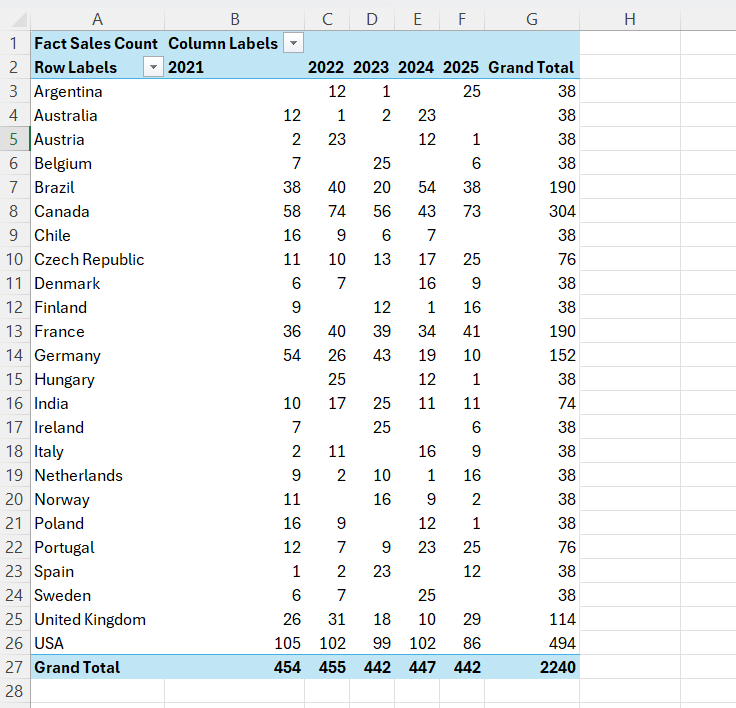 A B C D E F G H
1 Fact Sales Count Column Labels
2 Row Labels 2021 2022 2023 2024 2025 Grand Total
3 Argentina 12 1 25 38
4 Australia 12 1 2 23 38
5 Austria 2 23 12 1 38
6 Belgium 7 25 6 38
7 Brazil 38 40 20 54 38 190
8 Canada 58 74 56 43 73 304
9 Chile 16 9 6 7 38
10 Czech Republic 11 10 13 17 25 76
11 Denmark 6 7 16 9 38
12 Finland 9 12 1 16 38
13 France 36 40 39 34 41 190
14 Germany 54 26 43 19 10 152
15 Hungary 25 12 1 38
16 India 10 17 25 11 11 74
17 Ireland 7 25 6 38
18 Italy 2 11 16 9 38
19 Netherlands 9 2 10 1 16 38
20 Norway 11 16 9 2 38
21 Poland 16 9 12 1 38
22 Portugal 12 7 9 23 25 76
23 Spain 1 2 23 12 38
24 Sweden 6 7 25 38
25 United Kingdom 26 31 18 10 29 114
26 USA 105 102 99 102 86 494
27 Grand Total 454 455 442 447 442 2240
28